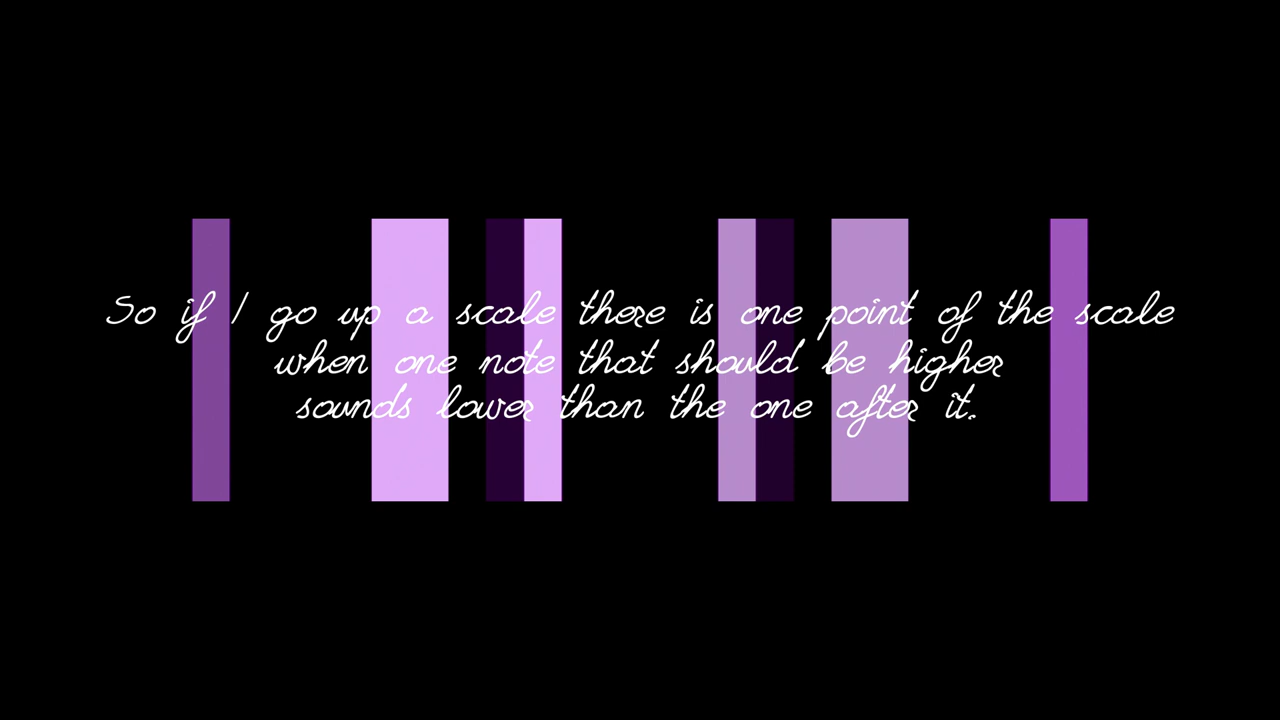 So if I go up a scale there is one point of the scale
when one note that should be higher
sounds lower than the one after it.